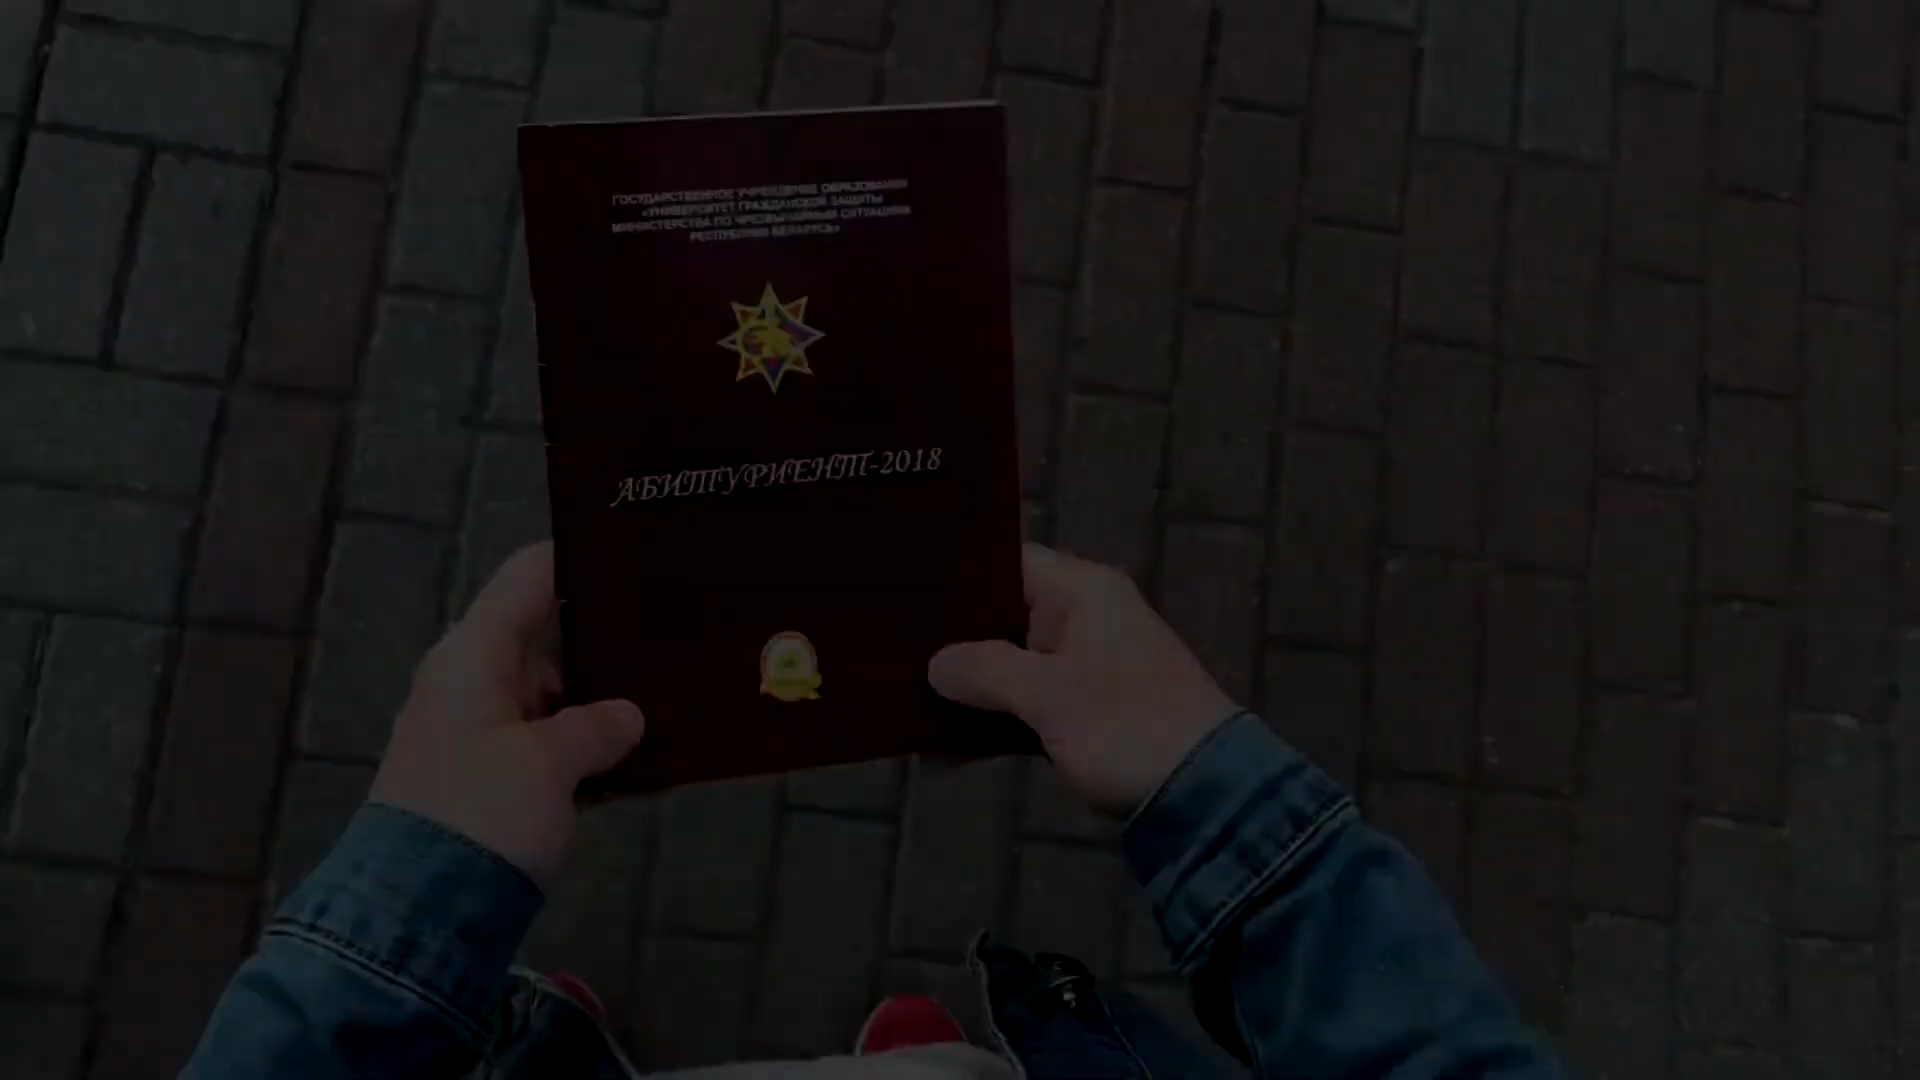 ГОСУДАРСТВЕННОЕ УЧРЕЖДЕНИЕ ОБРАЗОВАНИЯ
«УНИВЕРСИТЕТ ГРАЖДАНСКОЙ ЗАЩИТЫ
МИНИСТЕРСТВА ПО ЧРЕЗВЫЧАЙНЫМ СИТУАЦИЯМ
РЕСПУБЛИКИ БЕЛАРУСЬ»
АБИТУРИЕНТ-2018